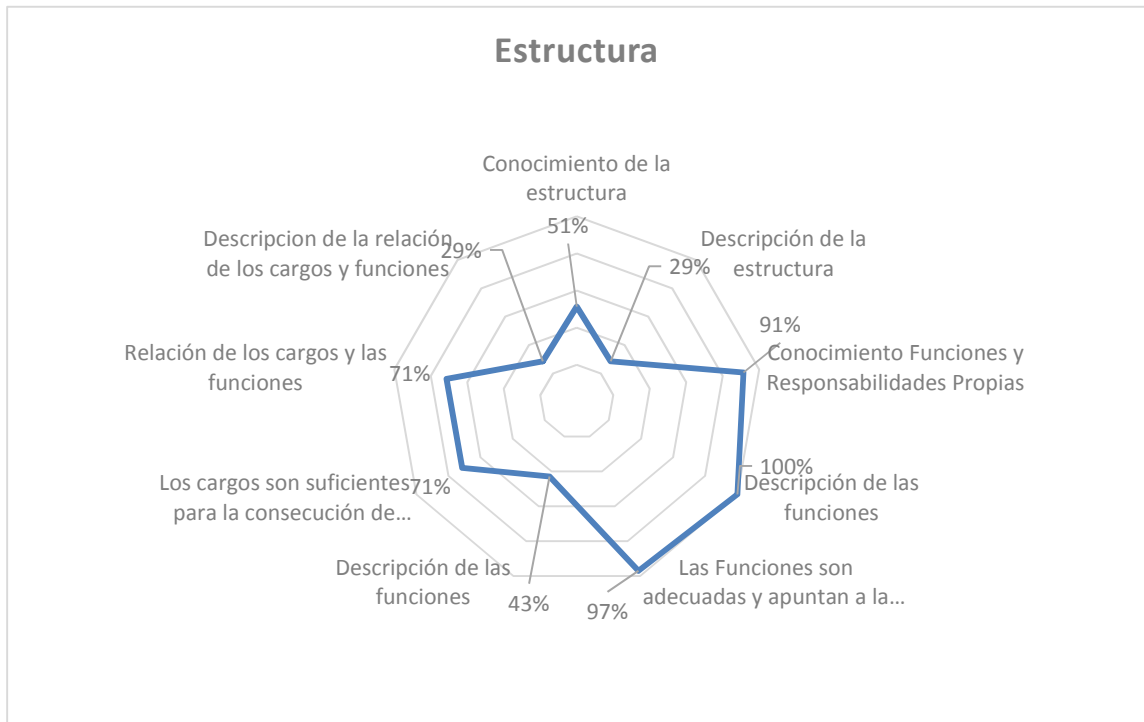 Estructura
Conocimiento de la
estructura
51%
Descripción de la
estructura
29%
91%
Conocimiento Funciones y
Responsabilidades Propias
100%
Descripción de las
funciones
Las Funciones son
adecuadas y apuntan a la...
97%
Descripción de las
funciones
43%
Los cargos son suficientes
para la consecución de...
71%
Relación de los cargos y las
funciones
71%
Descripcion de la relación
de los cargos y funciones
29%